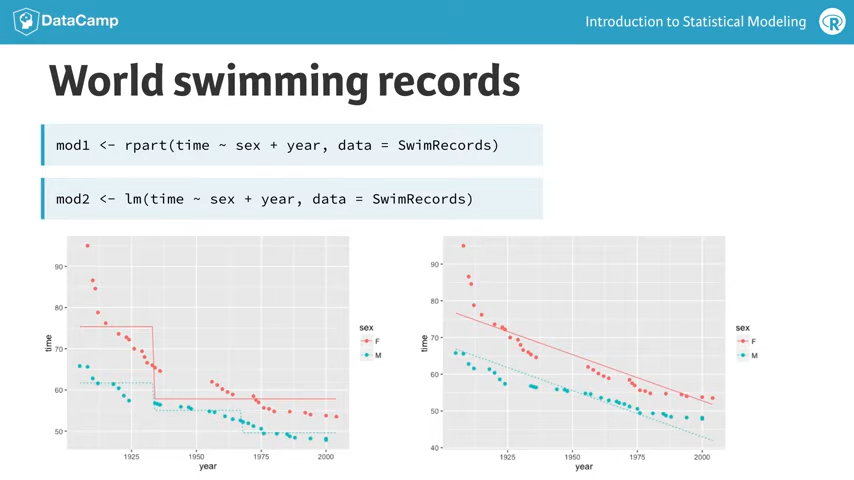 DataCamp
Introduction to Statistical Modeling
R
World swimming records
mod1 <- rpart(time ~ sex + year, data = SwimRecords)
mod2 <- lm(time ~ sex + year, data = SwimRecords)
90
80
70
60
50
time
1925 1950 1975 2000
year
sex
F
M
90
80
70
60
50
40
time
1925 1950 1975 2000
year
sex
F
M